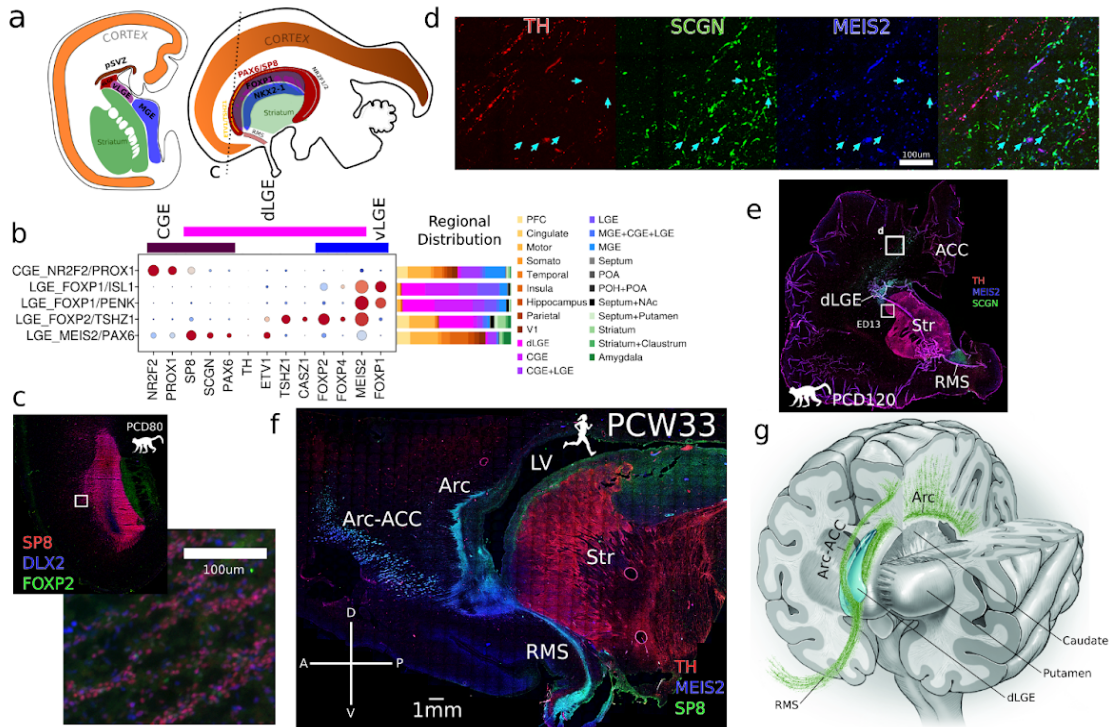 a
CORTEX
pSVZ
vLGE
MGE
Striatum
CORTEX
PAX6/SP8
FOXP1
NKX2-1
NR2F1/2
Striatum
RMS
C
d
TH
SCGN
MEIS2
100um
b
CGE
dLGE
vLGE
Regional
Distribution
CGE_NR2F2/PROX1
LGE_FOXP1/ISL1
LGE_FOXP1/PENK
LGE_FOXP2/TSHZ1
LGE_MEIS2/PAX6
NR2F2
PROX1
SP8
SCGN
PAX6
TH
ETV1
TSHZ1
CASZ1
FOXP2
FOXP4
MEIS2
FOXP1
PFC
Cingulate
Motor
Somato
Temporal
Insula
Hippocampus
Parietal
V1
dLGE
CGE
CGE+LGE
LGE
MGE+CGE+LGE
MGE
Septum
POA
POH+POA
Septum+NAc
Septum+Putamen
Striatum
Striatum+Claustrum
Amygdala
e
d
ACC
TH
MEIS2
SCGN
dLGE
ED13
Str
RMS
PCD120
c
PCD80
SP8
DLX2
FOXP2
100um
f
PCW33
LV
Arc
Arc-ACC
Str
RMS
D
A
P
V
1mm
TH
MEIS2
SP8
g
Arc
Arc-ACC
Caudate
Putamen
dLGE
RMS